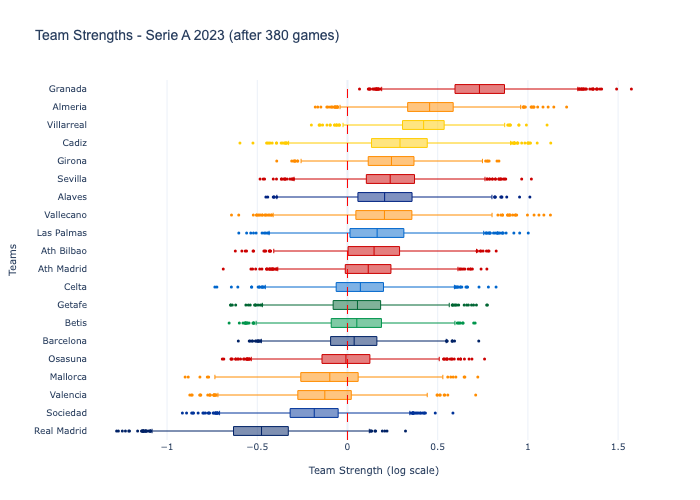 Team Strengths - Serie A 2023 (after 380 games)
Granada
Almeria
Villarreal
Cadiz
Girona
Sevilla
Alaves
Vallecano
Las Palmas
Ath Bilbao
Ath Madrid
Celta
Getafe
Betis
Barcelona
Osasuna
Mallorca
Valencia
Sociedad
Real Madrid
Teams
−1 −0.5 0 0.5 1 1.5
Team Strength (log scale)